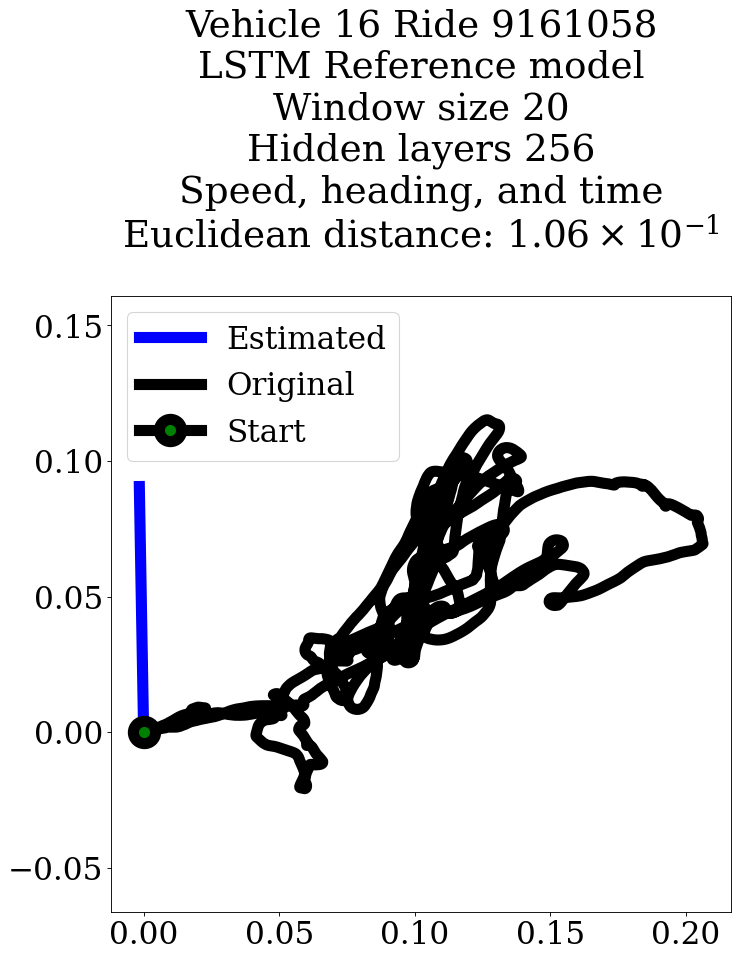 Vehicle 16 Ride 9161058
LSTM Reference model
Window size 20
Hidden layers 256
Speed, heading, and time
Euclidean distance: 1.06 × 10⁻¹
Estimated
Original
Start
0.15
0.10
0.05
0.00
−0.05
0.00 0.05 0.10 0.15 0.20